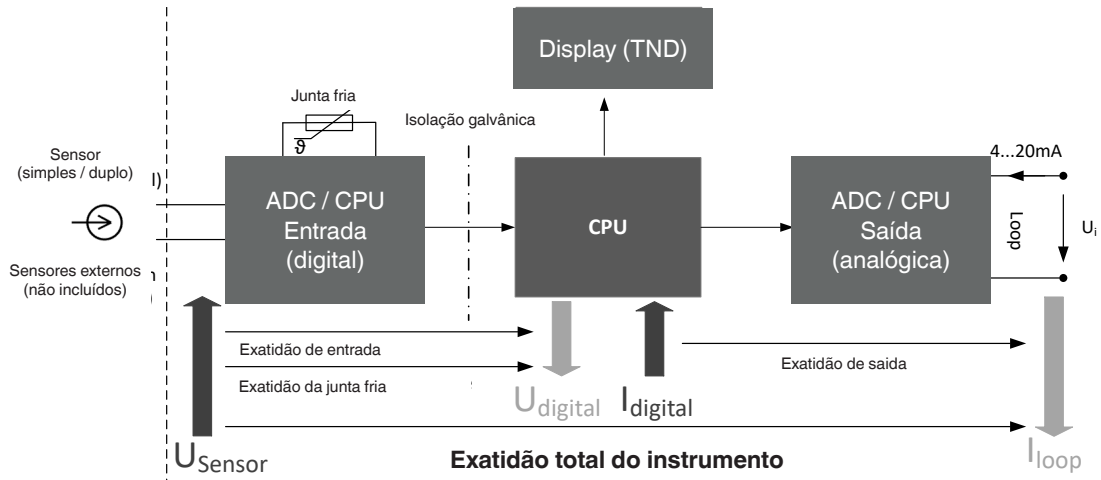 Display (TND)
Junta fria
ϑ
Isolação galvânica
Sensor
(simples / duplo)
l)
Sensores externos
(não incluídos)
)
ADC / CPU
Entrada
(digital)
CPU
ADC / CPU
Saída
(analógica)
4...20mA
Loop
Ui
Exatidão de entrada
Exatidão da junta fria
Exatidão de saida
Udigital
Idigital
USensor
Exatidão total do instrumento
Iloop